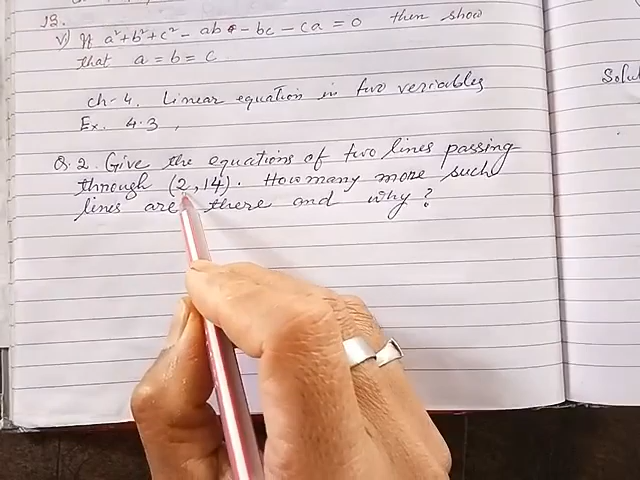 18.
v) If a²+b²+c² - ab - bc - ca = 0 then show
that a = b = c
Solu
ch-4. Linear equation in two veriables
Ex. 4.3,
Q.2. Give the equations of two lines passing
through (2,14). How many more such
lines are there and why?